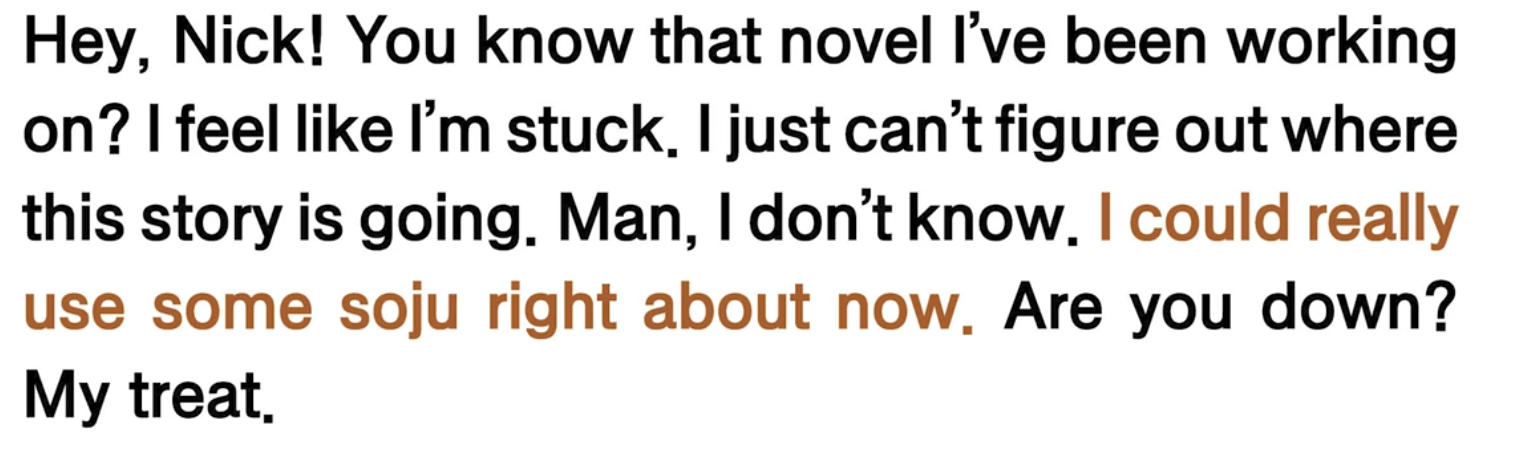 Hey, Nick! You know that novel I’ve been working
on? I feel like I’m stuck. I just can’t figure out where
this story is going. Man, I don’t know. I could really
use some soju right about now. Are you down?
My treat.